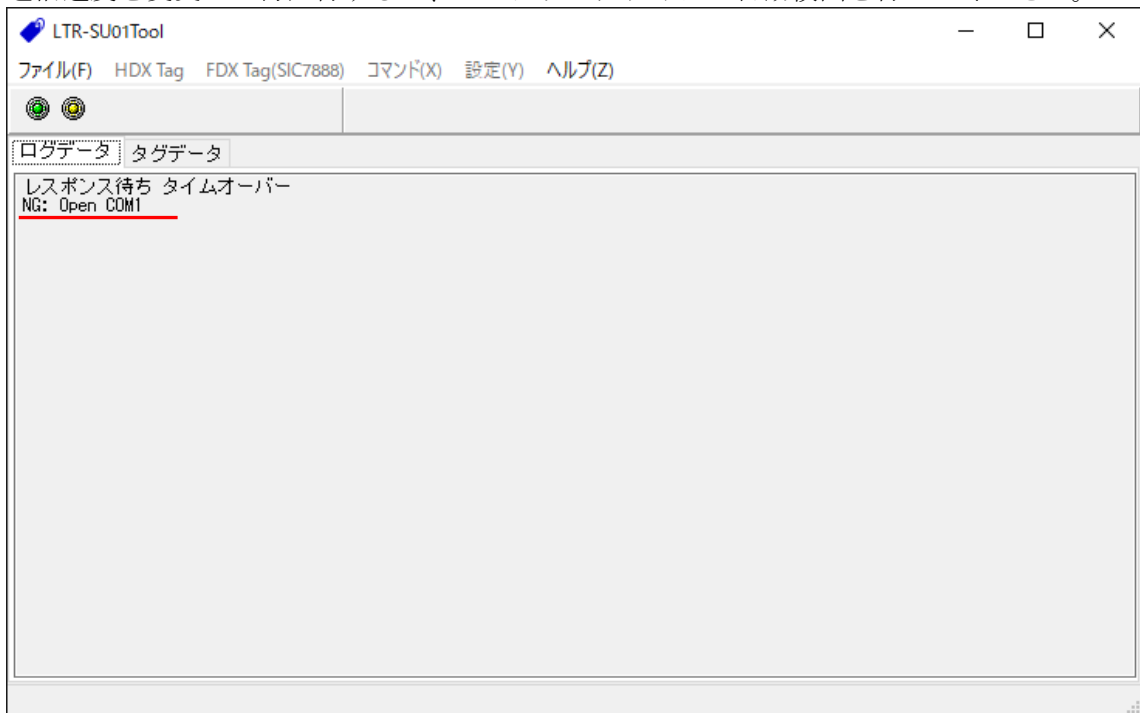 LTR-SU01Tool
ファイル(F) HDX Tag FDX Tag(SIC7888) コマンド(X) 設定(Y) ヘルプ(Z)
ログデータ タグデータ
レスポンス待ち タイムオーバー
NG: Open COM1